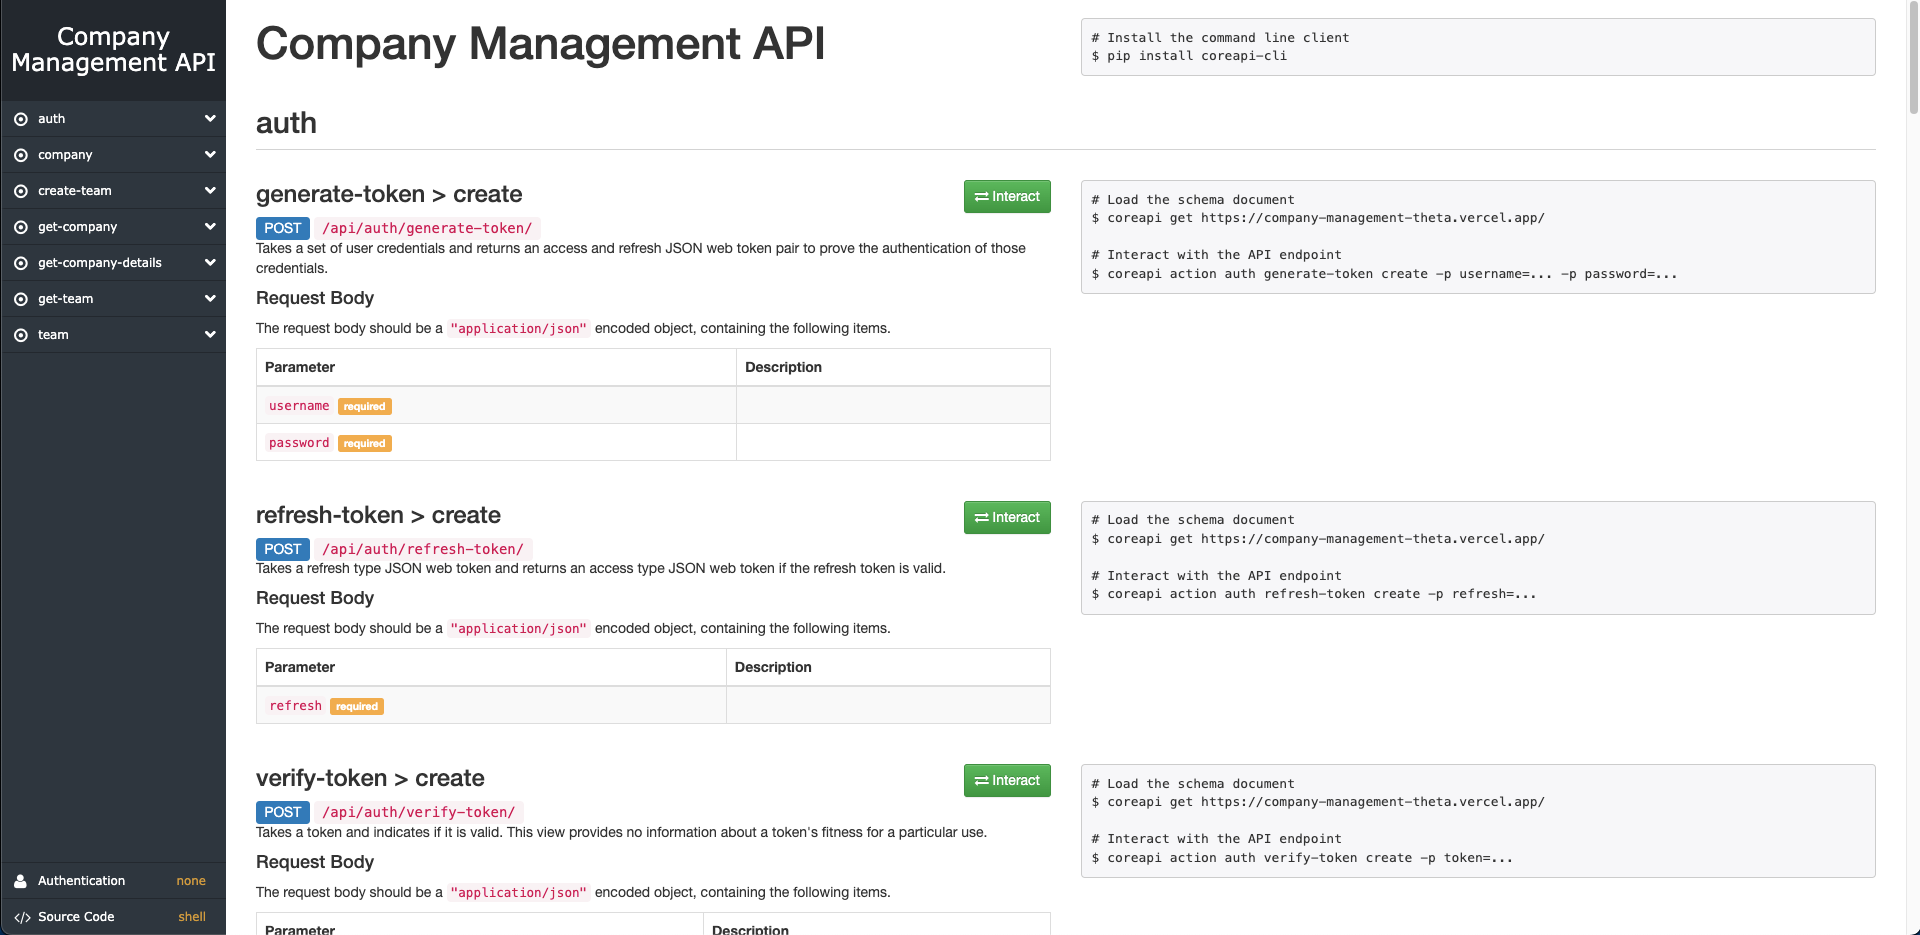 Company
Management API
auth
company
create-team
get-company
get-company-details
get-team
team
Authentication none
Source Code shell
Company Management API
# Install the command line client
$ pip install coreapi-cli
auth
generate-token > create
Interact
POST /api/auth/generate-token/
Takes a set of user credentials and returns an access and refresh JSON web token pair to prove the authentication of those
credentials.
Request Body
The request body should be a "application/json" encoded object, containing the following items.
Parameter Description
username required
password required
# Load the schema document
$ coreapi get https://company-management-theta.vercel.app/
# Interact with the API endpoint
$ coreapi action auth generate-token create -p username=... -p password=...
refresh-token > create
Interact
POST /api/auth/refresh-token/
Takes a refresh type JSON web token and returns an access type JSON web token if the refresh token is valid.
Request Body
The request body should be a "application/json" encoded object, containing the following items.
Parameter Description
refresh required
# Load the schema document
$ coreapi get https://company-management-theta.vercel.app/
# Interact with the API endpoint
$ coreapi action auth refresh-token create -p refresh=...
verify-token > create
Interact
POST /api/auth/verify-token/
Takes a token and indicates if it is valid. This view provides no information about a token's fitness for a particular use.
Request Body
The request body should be a "application/json" encoded object, containing the following items.
Parameter Description
# Load the schema document
$ coreapi get https://company-management-theta.vercel.app/
# Interact with the API endpoint
$ coreapi action auth verify-token create -p token=...